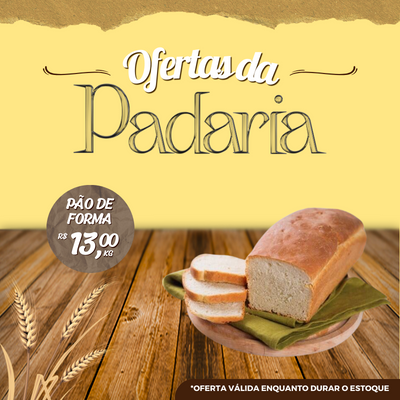 Ofertas da
Padaria
PÃO DE
FORMA
R$ 13,00
KG
*OFERTA VÁLIDA ENQUANTO DURAR O ESTOQUE